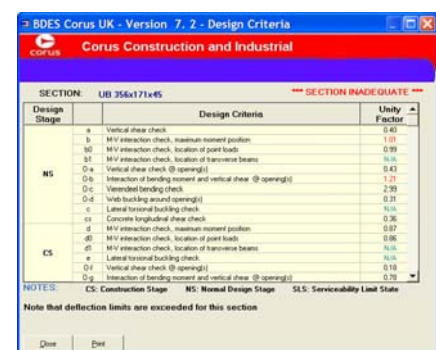 BDES Corus UK - Version 7. 2 - Design Criteria
corus Corus Construction and Industrial
SECTION: UB 356x171x45 *** SECTION INADEQUATE ***
Design Stage Design Criteria Unity Factor
NS
a Vertical shear check 0.40
b M-V interaction check, maximum moment position 1.01
b0 M-V interaction check, location of point loads 0.99
b1 M-V interaction check, location of transverse beams N/A
O-a Vertical shear check @ opening(s) 0.43
O-b Interaction of bending moment and vertical shear @ opening(s) 1.21
O-c Vierendeel bending check 2.99
O-d Web buckling around opening(s) 0.31
c Lateral torsional buckling check N/A
cs Concrete longitudinal shear check 0.36
CS
d M-V interaction check, maximum moment position 0.87
d0 M-V interaction check, location of point loads 0.86
d1 M-V interaction check, location of transverse beams N/A
e Lateral torsional buckling check N/A
O-f Vertical shear check @ opening(s) 0.18
O-g Interaction of bending moment and vertical shear @ opening(s) 0.78
NOTES: CS: Construction Stage NS: Normal Design Stage SLS: Serviceability Limit State
Note that deflection limits are exceeded for this section
Close Print